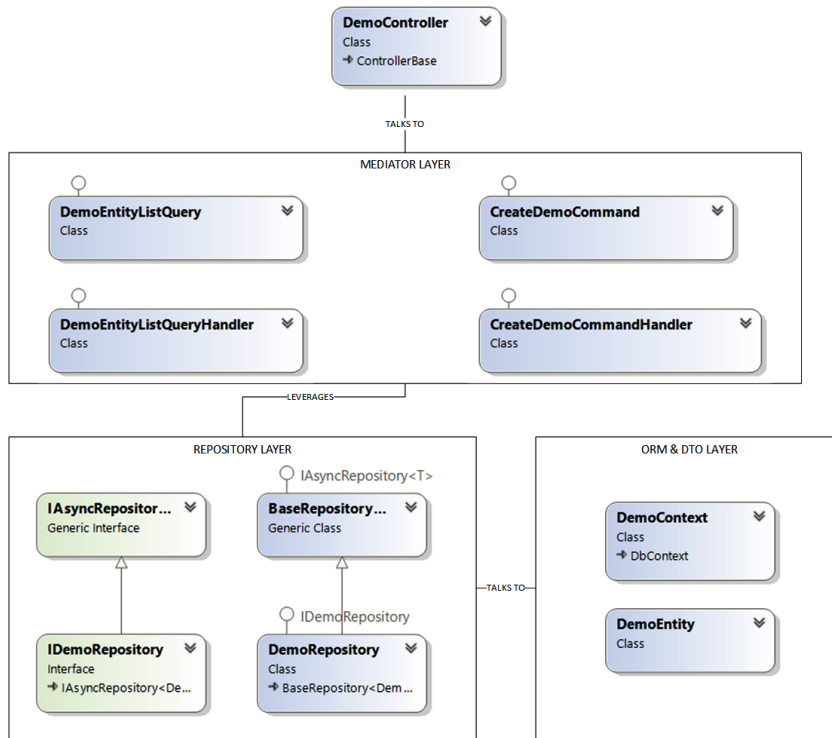 DemoController
Class
ControllerBase
TALKS TO
MEDIATOR LAYER
DemoEntityListQuery
Class
CreateDemoCommand
Class
DemoEntityListQueryHandler
Class
CreateDemoCommandHandler
Class
LEVERAGES
REPOSITORY LAYER
IAsyncRepositor...
Generic Interface
IAsyncRepository<T>
BaseRepository...
Generic Class
IDemoRepository
Interface
IAsyncRepository<De...
IDemoRepository
DemoRepository
Class
BaseRepository<Dem...
TALKS TO
ORM & DTO LAYER
DemoContext
Class
DbContext
DemoEntity
Class